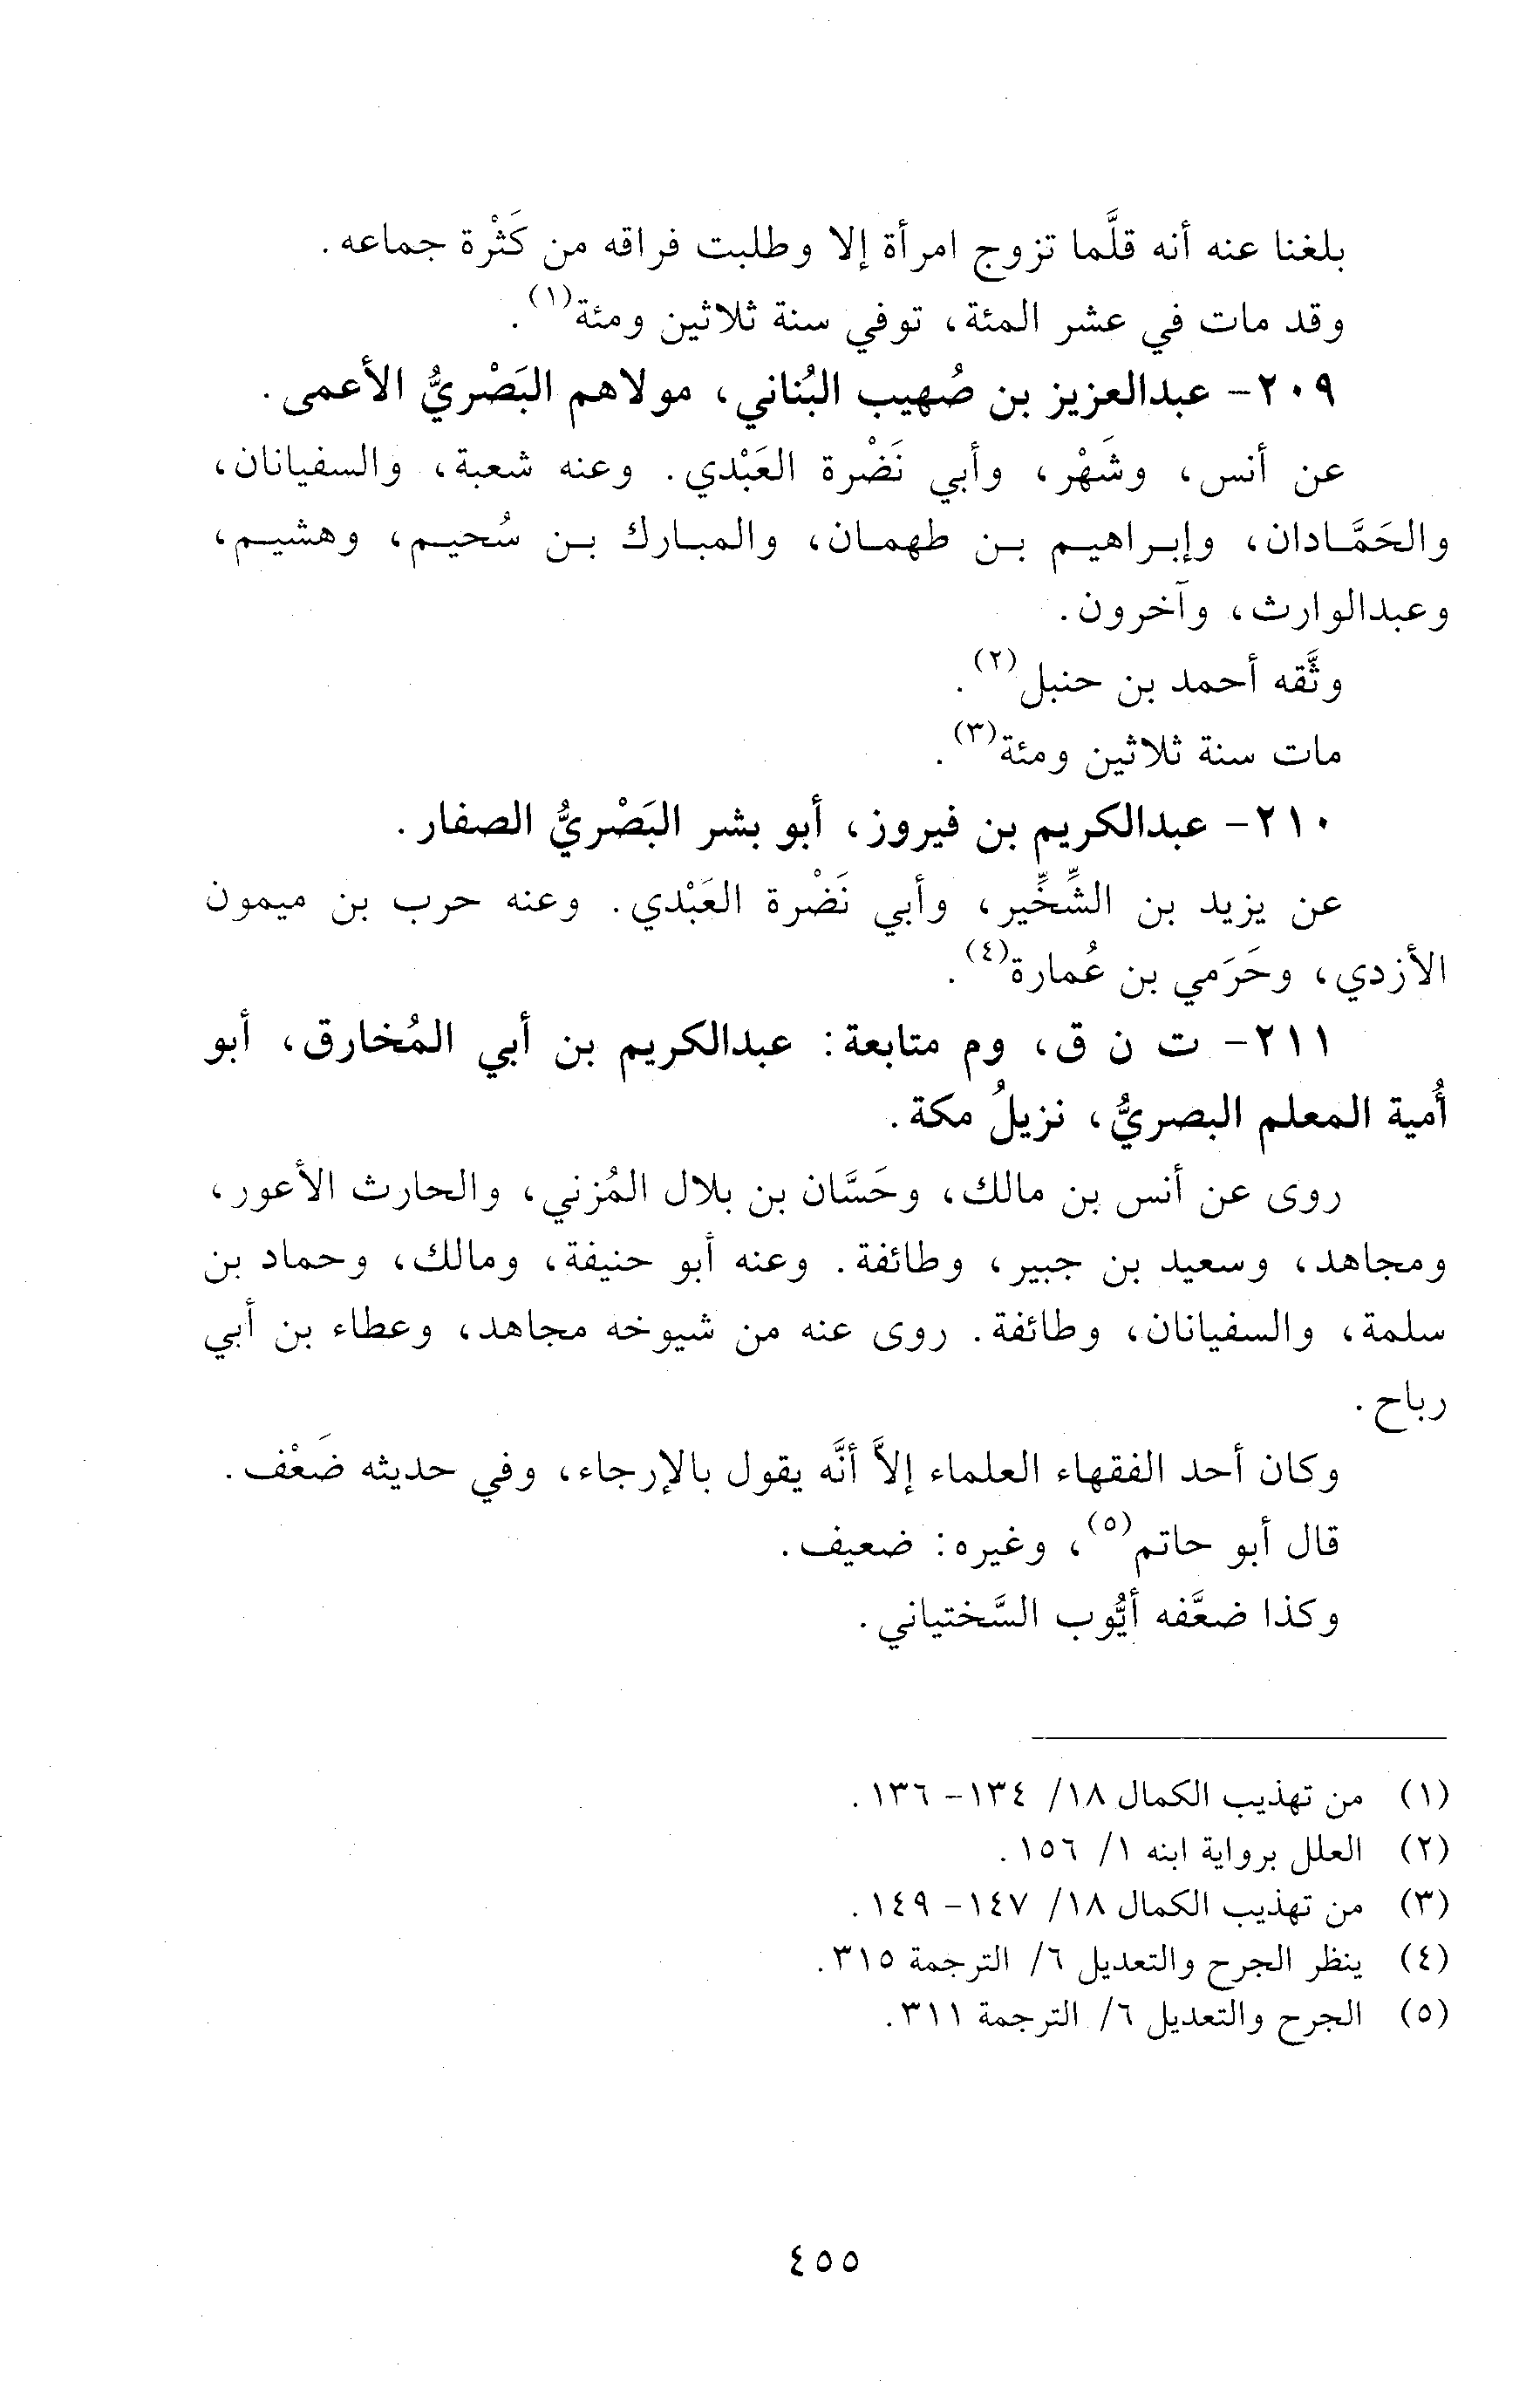 بلغنا عنه أنه قلَّما تزوج امرأة إلا وطلبت فراقه من كَثْرة جماعه.
وقد مات في عشر المئة، توفي سنة ثلاثين ومئة(١).
٢٠٩- عبدالعزيز بن صُهيب البُناني، مولاهم البَصْريُّ الأعمى.
عن أنس، وشَهْر، وأبي نَضْرة العَبْدي. وعنه شعبة، والسفيانان،
والحَمَّادان، وإبراهيم بن طهمان، والمبارك بن سُحيم، وهشيم،
وعبدالوارث، وآخرون.
وثَّقه أحمد بن حنبل(٢).
مات سنة ثلاثين ومئة(٣).
٢١٠- عبدالكريم بن فيروز، أبو بشر البَصْريُّ الصفار.
عن يزيد بن الشِّخِّير، وأبي نَضْرة العَبْدي. وعنه حرب بن ميمون
الأزدي، وحَرَمي بن عُمارة(٤).
٢١١- ت ن ق، وم متابعة: عبدالكريم بن أبي المُخارق، أبو
أُمية المعلم البصريُّ، نزيلُ مكة.
روى عن أنس بن مالك، وحَسَّان بن بلال المُزني، والحارث الأعور،
ومجاهد، وسعيد بن جبير، وطائفة. وعنه أبو حنيفة، ومالك، وحماد بن
سلمة، والسفيانان، وطائفة. روى عنه من شيوخه مجاهد، وعطاء بن أبي
رباح.
وكان أحد الفقهاء العلماء إلاَّ أنَّه يقول بالإرجاء، وفي حديثه ضَعْف.
قال أبو حاتم(٥)، وغيره: ضعيف.
وكذا ضعَّفه أيُّوب السَّختياني.
(١) من تهذيب الكمال ١٨/ ١٣٤- ١٣٦.
(٢) العلل برواية ابنه ١/ ١٥٦.
(٣) من تهذيب الكمال ١٨/ ١٤٧- ١٤٩.
(٤) ينظر الجرح والتعديل ٦/ الترجمة ٣١٥.
(٥) الجرح والتعديل ٦/ الترجمة ٣١١.
٤٥٥